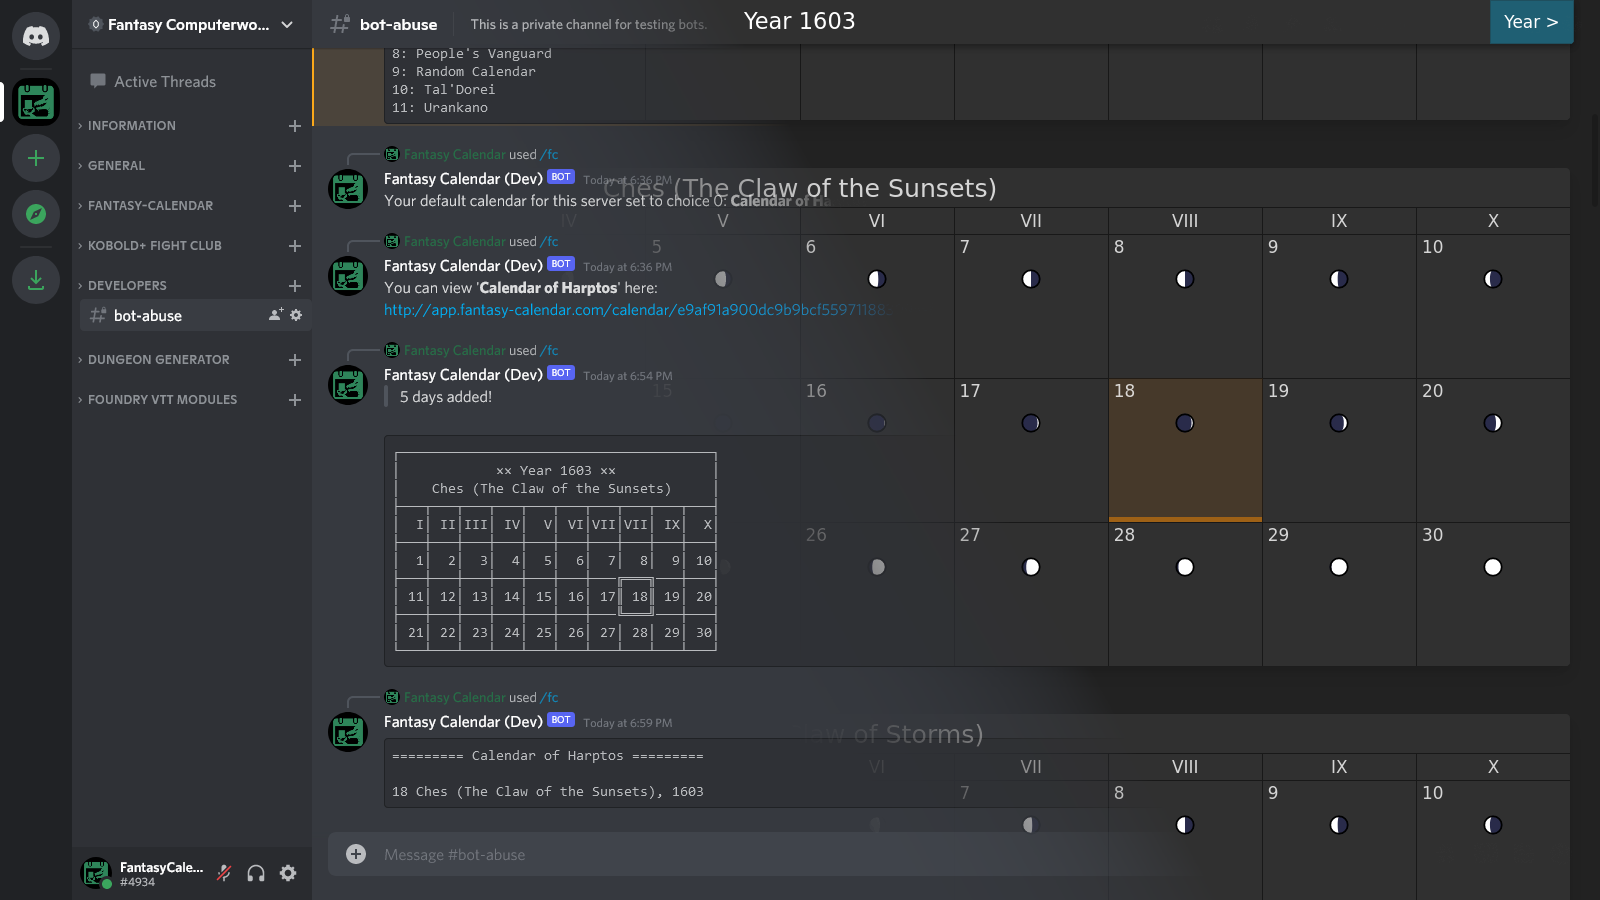 Fantasy Computerwo...
Active Threads
INFORMATION
GENERAL
FANTASY-CALENDAR
KOBOLD+ FIGHT CLUB
DEVELOPERS
bot-abuse
DUNGEON GENERATOR
FOUNDRY VTT MODULES
FantasyCale...
#4934
bot-abuse
This is a private channel for testing bots.
8: People's Vanguard
9: Random Calendar
10: Tal'Dorei
11: Urankano
Fantasy Calendar used /fc
Fantasy Calendar (Dev) BOT Today at 6:36 PM
Your default calendar for this server set to choice 0: Calendar of Ha
Fantasy Calendar used /fc
Fantasy Calendar (Dev) BOT Today at 6:36 PM
You can view 'Calendar of Harptos' here:
http://app.fantasy-calendar.com/calendar/e9af91a900dc9b9bcf55971188...
Fantasy Calendar used /fc
Fantasy Calendar (Dev) BOT Today at 6:54 PM
5 days added!
xx Year 1603 xx
Ches (The Claw of the Sunsets)
I II III IV V VI VII VII IX X
1 2 3 4 5 6 7 8 9 10
11 12 13 14 15 16 17 18 19 20
21 22 23 24 25 26 27 28 29 30
Fantasy Calendar used /fc
Fantasy Calendar (Dev) BOT Today at 6:59 PM
========= Calendar of Harptos =========
18 Ches (The Claw of the Sunsets), 1603
Message #bot-abuse
Year 1603
Year >
Ches (The Claw of the Sunsets)
IV V VI VII VIII IX X
5 6 7 8 9 10
15 16 17 18 19 20
26 27 28 29 30
aw of Storms)
VI VII VIII IX X
7 8 9 10